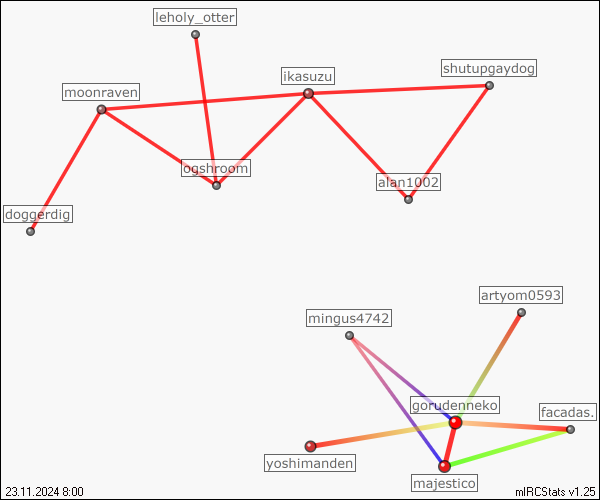 leholy_otter
shutupgaydog
ikasuzu
moonraven
ogshroom
alan1002
doggerdig
artyom0593
mingus4742
gorudenneko
facadas.
yoshimanden
majestico
23.11.2024 8:00
mIRCStats v1.25